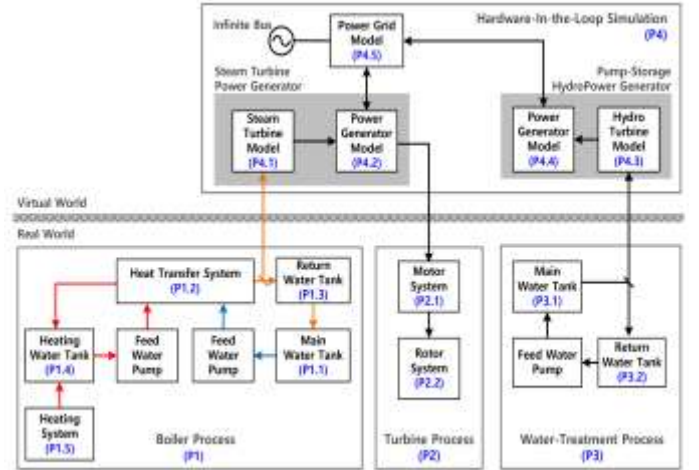 Hardware-In-the-Loop Simulation
(P4)
Infinite Bus
Power Grid
Model
(P4.5)
Steam Turbine
Power Generator
Pump-Storage
HydroPower Generator
Steam
Turbine
Model
(P4.1)
Power
Generator
Model
(P4.2)
Power
Generator
Model
(P4.4)
Hydro
Turbine
Model
(P4.3)
Virtual World
Real World
Heat Transfer System
(P1.2)
Return
Water Tank
(P1.3)
Heating
Water Tank
(P1.4)
Feed
Water
Pump
Feed
Water
Pump
Main
Water Tank
(P1.1)
Heating
System
(P1.5)
Boiler Process
(P1)
Motor
System
(P2.1)
Rotor
System
(P2.2)
Turbine Process
(P2)
Main
Water Tank
(P3.1)
Feed Water
Pump
Return
Water Tank
(P3.2)
Water-Treatment Process
(P3)